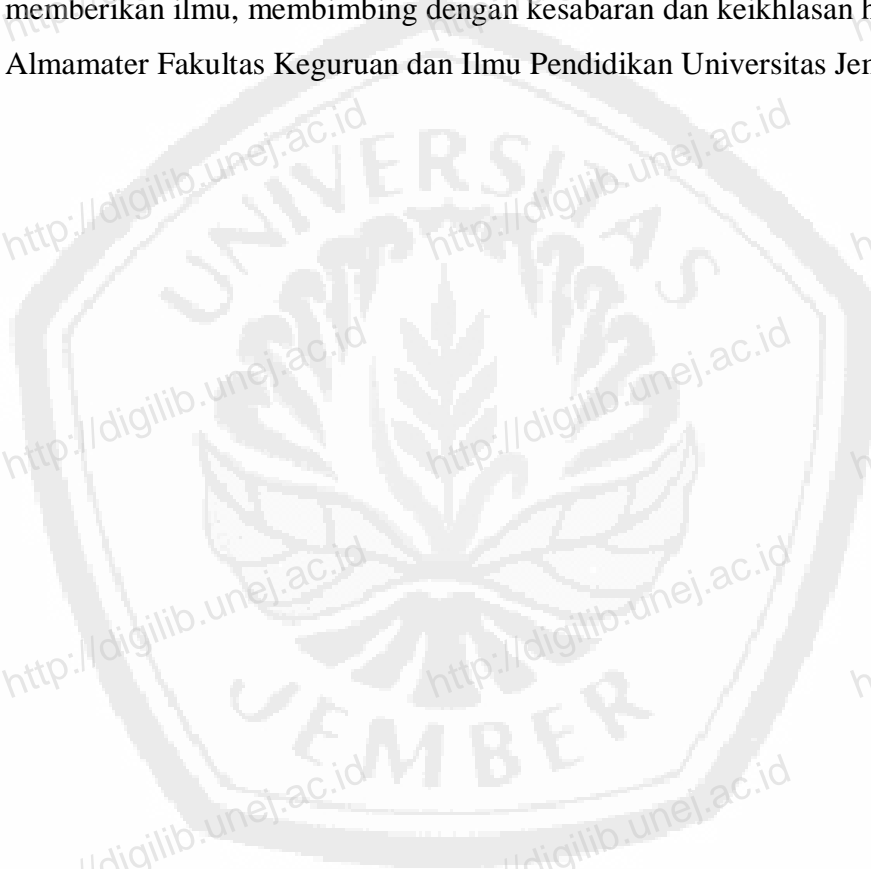 memberikan ilmu, membimbing dengan kesabaran dan keikhlasan
Almamater Fakultas Keguruan dan Ilmu Pendidikan Universitas
http://digilib.unej.ac.id http://digilib.unej.ac.id
UNIVERSITAS
http://digilib.unej.ac.id http://digilib.unej.ac.id
http://digilib.unej.ac.id http://digilib.unej.ac.id
JEMBER
//digilib.unej.ac.id //digilib.unej.ac.id